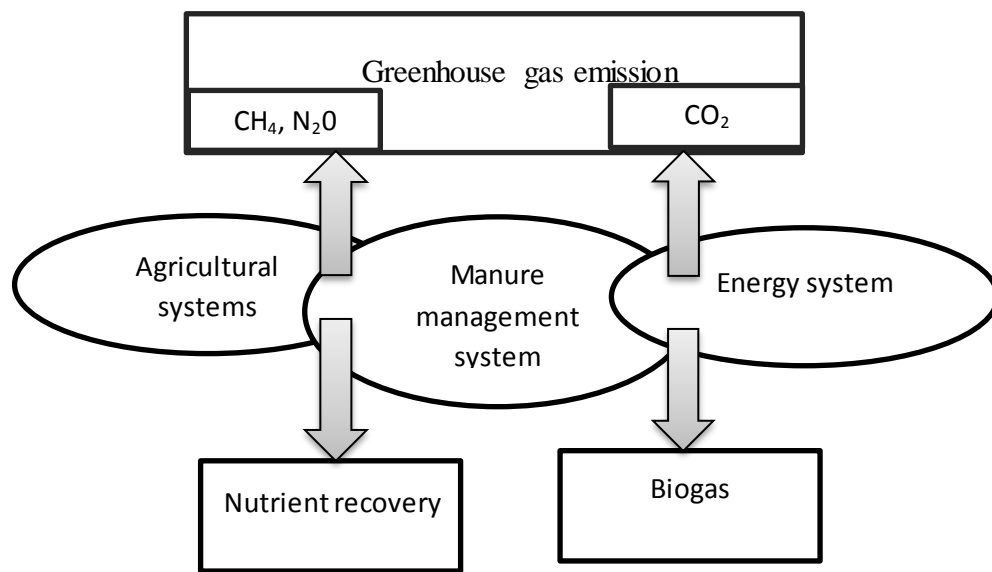 Greenhouse gas emission
CH₄, N₂0
CO₂
Agricultural
systems
Manure
management
system
Energy system
Nutrient recovery
Biogas